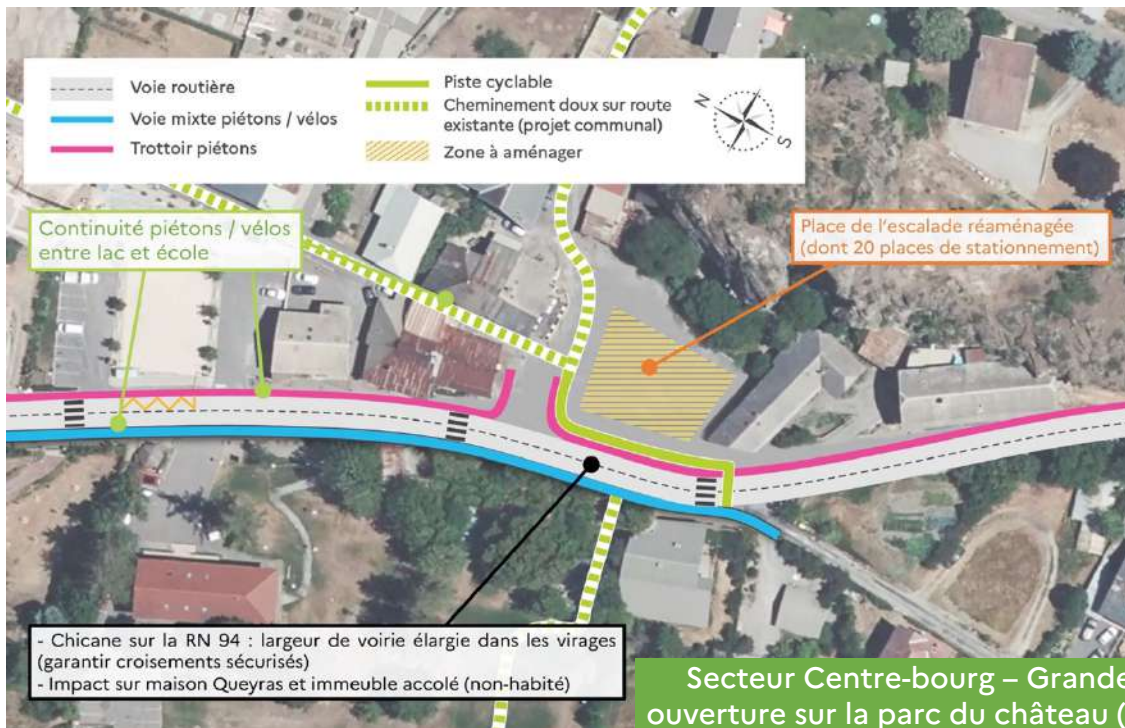 Voie routière
Voie mixte piétons / vélos
Trottoir piétons
Piste cyclable
Cheminement doux sur route
existante (projet communal)
Zone à aménager
N
S
Continuité piétons / vélos
entre lac et école
Place de l'escalade réaménagée
(dont 20 places de stationnement)
- Chicane sur la RN 94 : largeur de voirie élargie dans les virages
(garantir croisements sécurisés)
- Impact sur maison Queyras et immeuble accolé (non-habité)
Secteur Centre-bourg – Grande
ouverture sur la parc du château (